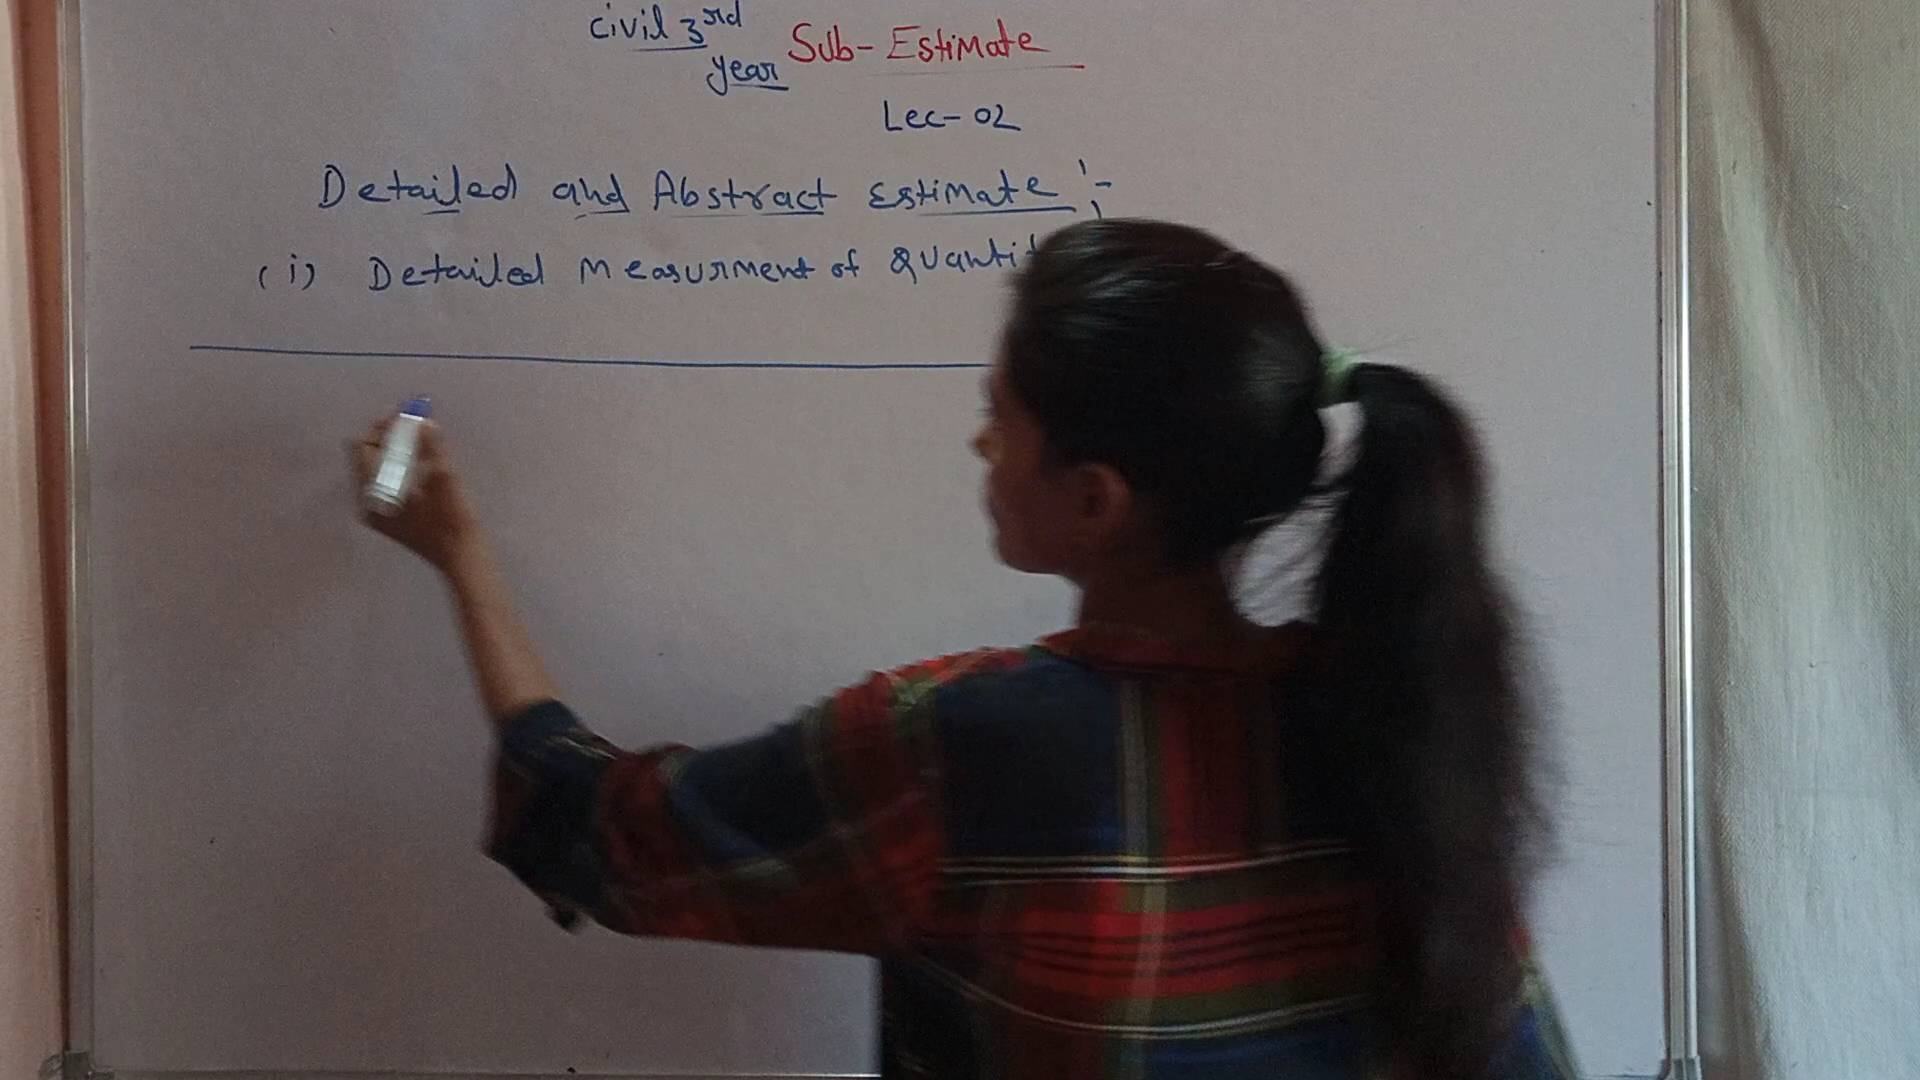 Civil 3rd
year Sub- Estimate
Lec- 02
Detailed and Abstract Estimate :-
(i) Detailed Measurment of